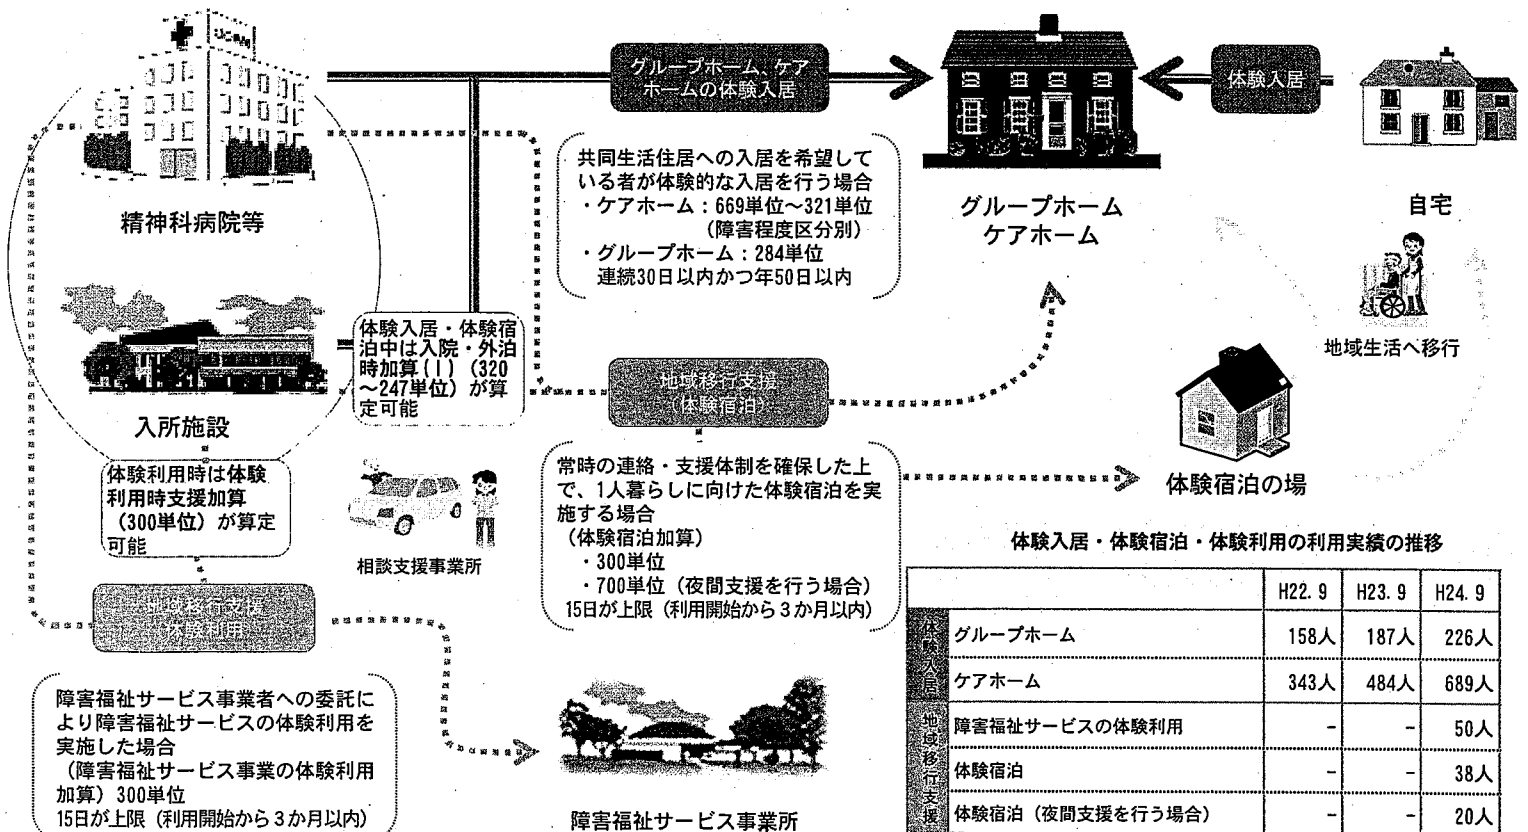 グループホーム、ケア
ホームの体験入居
体験入居
共同生活住居への入居を希望して
いる者が体験的な入居を行う場合
・ケアホーム：669単位～321単位
（障害程度区分別）
・グループホーム：284単位
連続30日以内かつ年50日以内
精神科病院等
グループホーム
ケアホーム
自宅
地域生活へ移行
体験入居・体験宿
泊中は入院・外泊
時加算(Ⅰ)（320
～247単位）が算
定可能
地域移行支援
（体験宿泊）
入所施設
体験利用時は体験
利用時支援加算
（300単位）が算定
可能
相談支援事業所
常時の連絡・支援体制を確保した上
で、1人暮らしに向けた体験宿泊を実
施する場合
（体験宿泊加算）
・300単位
・700単位（夜間支援を行う場合）
15日が上限（利用開始から３か月以内）
体験宿泊の場
地域移行支援
体験利用
障害福祉サービス事業者への委託に
より障害福祉サービスの体験利用を
実施した場合
（障害福祉サービス事業の体験利用
加算）300単位
15日が上限（利用開始から３か月以内）
障害福祉サービス事業所
体験入居・体験宿泊・体験利用の利用実績の推移
H22.9 H23.9 H24.9
体験入居
グループホーム 158人 187人 226人
ケアホーム 343人 484人 689人
地域移行支援
障害福祉サービスの体験利用 － － 50人
体験宿泊 － － 38人
体験宿泊（夜間支援を行う場合） － － 20人